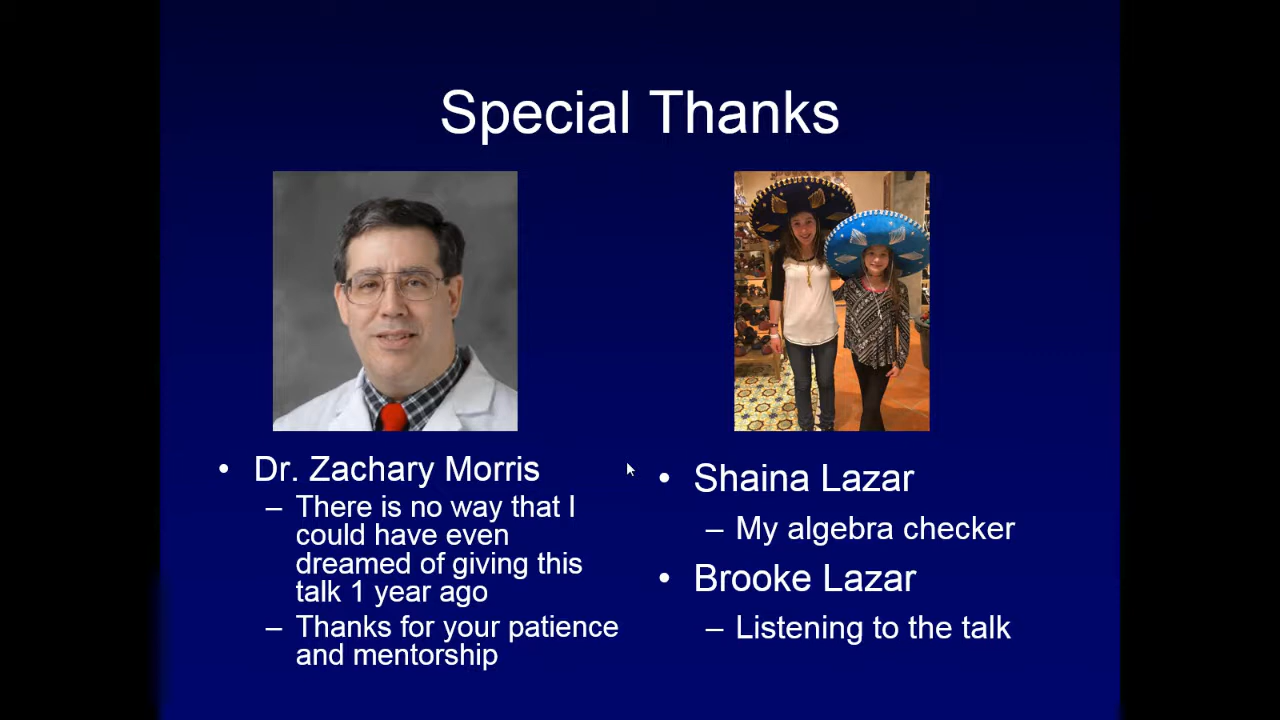 Special Thanks
• Dr. Zachary Morris
– There is no way that I
could have even
dreamed of giving this
talk 1 year ago
– Thanks for your patience
and mentorship
• Shaina Lazar
– My algebra checker
• Brooke Lazar
– Listening to the talk